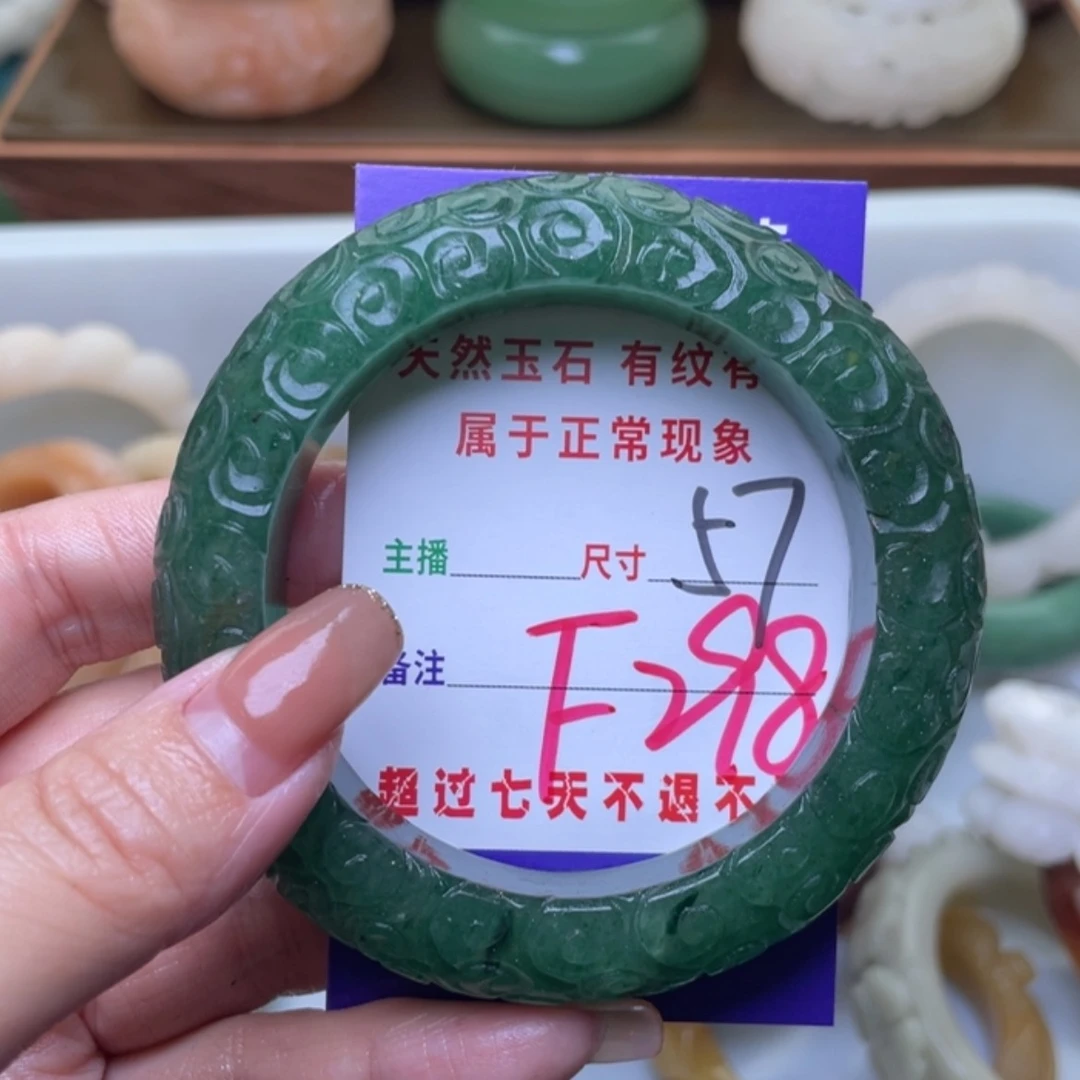 天然玉石 有纹有
属于正常现象
主播 尺寸 57
备注 F298
超过七天不退不